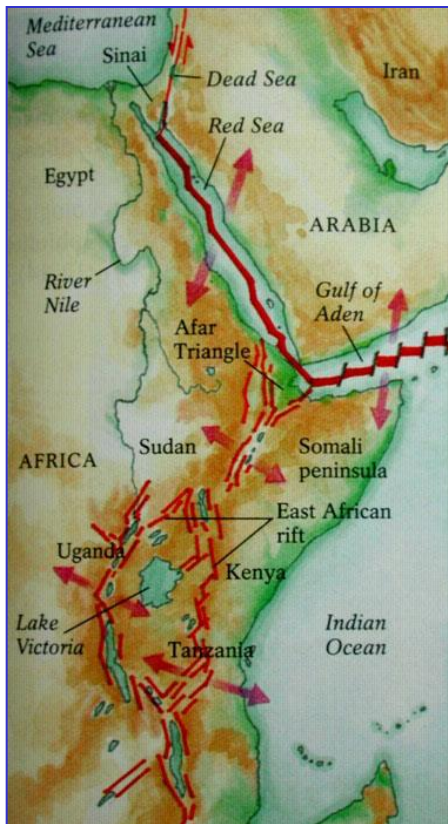 Mediterranean
Sea
Sinai
Iran
Dead Sea
Red Sea
Egypt
ARABIA
River
Nile
Gulf of
Aden
Afar
Triangle
Sudan
Somali
peninsula
AFRICA
East African
rift
Uganda
Kenya
Lake
Victoria
Indian
Ocean
Tanzania